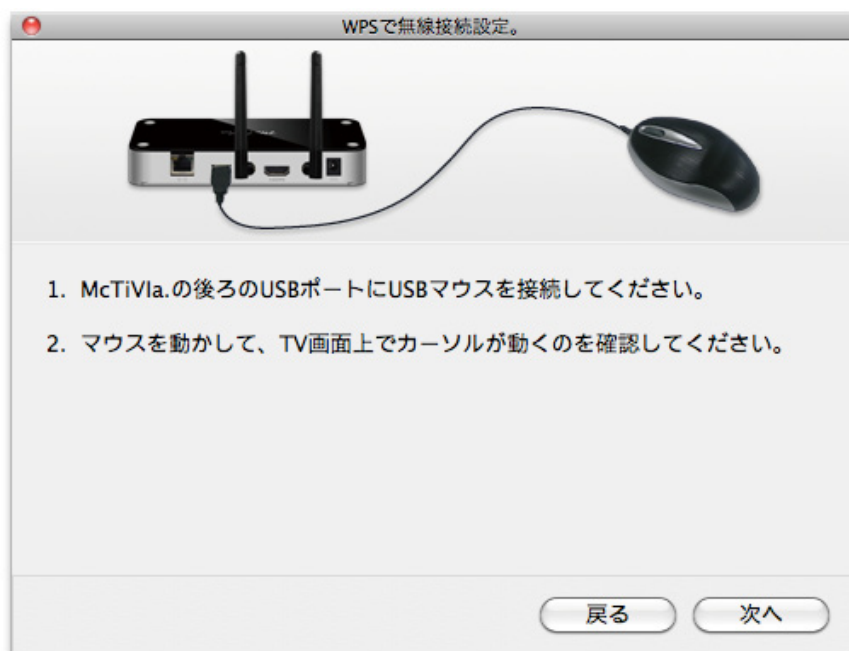 WPSで無線接続設定。
1. McTiVIa.の後ろのUSBポートにUSBマウスを接続してください。
2. マウスを動かして、TV画面上でカーソルが動くのを確認してください。
戻る
次へ